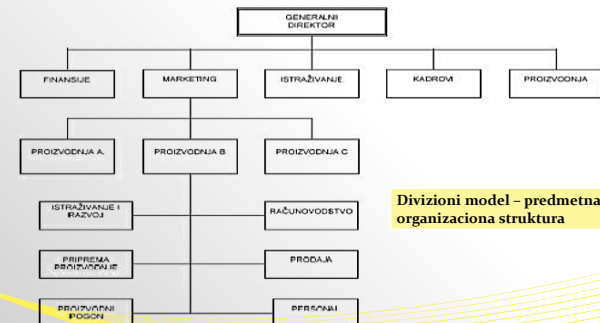 GENERALNI
DIREKTOR
FINANSIJE
MARKETING
ISTRAŽIVANJE
KADROVI
PROIZVODNJA
PROIZVODNJA A
PROIZVODNJA B
PROIZVODNJA C
Divizioni model – predmetna
organizaciona struktura
ISTRAŽIVANJE I
RAZVOJ
RAČUNOVODSTVO
PRIPREMA
PROIZVODNJE
PRODAJA
PROIZVODNI
POGON
PERSONAL